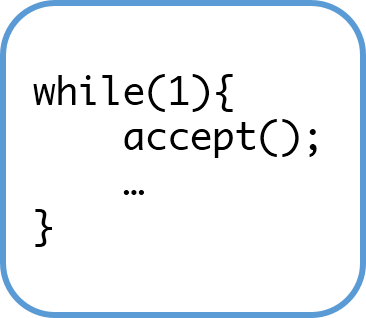 while(1){
    accept();
    …
}